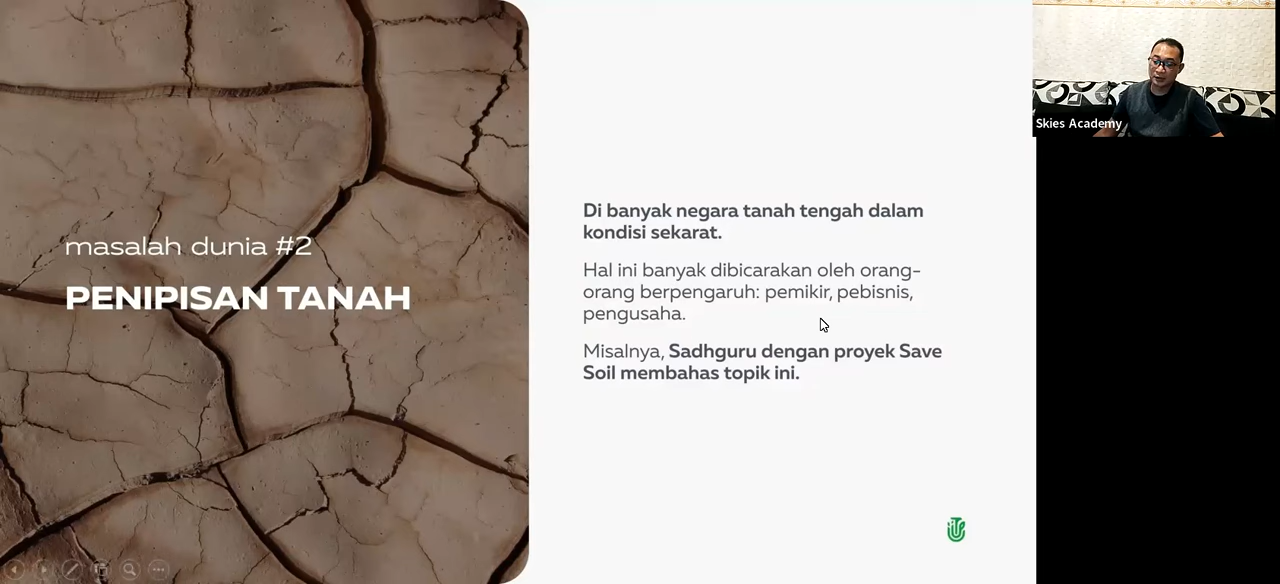 masalah dunia #2
PENIPISAN TANAH
Di banyak negara tanah tengah dalam
kondisi sekarat.
Hal ini banyak dibicarakan oleh orang-
orang berpengaruh: pemikir, pebisnis,
pengusaha.
Misalnya, Sadhguru dengan proyek Save
Soil membahas topik ini.
Skies Academy